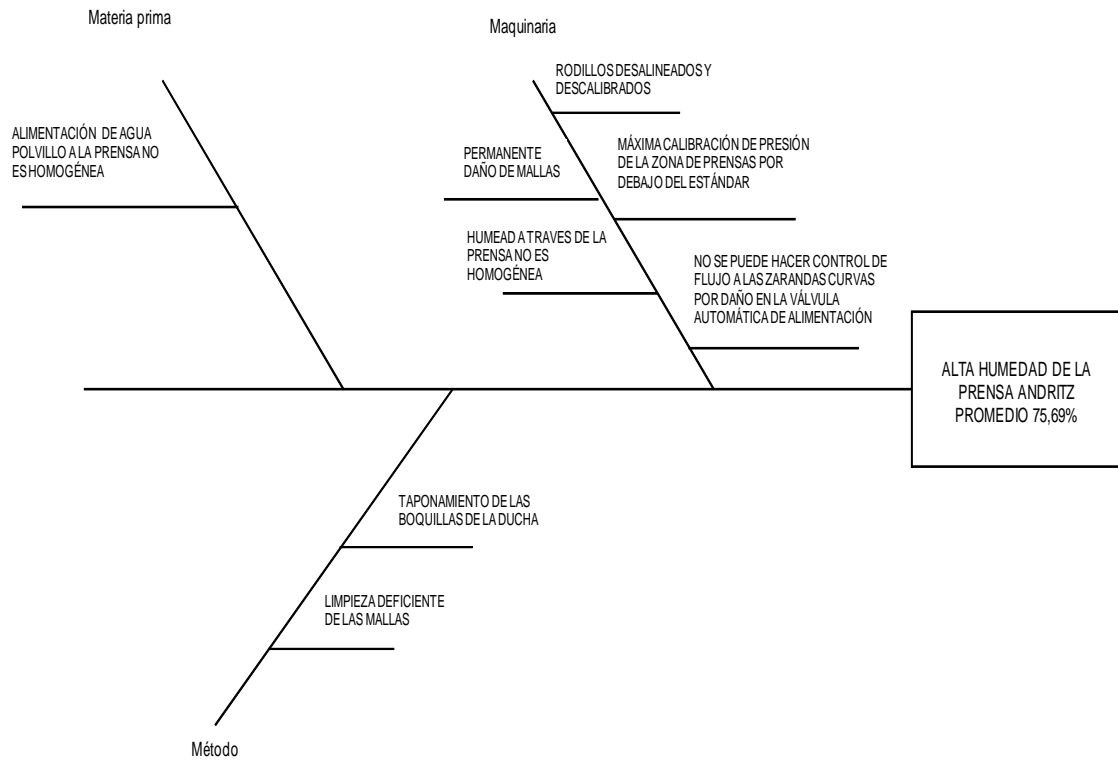 Materia prima
Maquinaria
RODILLOS DESALINEADOS Y
DESCALIBRADOS
ALIMENTACIÓN DE AGUA
POLVILLO A LA PRENSA NO
ES HOMOGÉNEA
PERMANENTE
DAÑO DE MALLAS
MÁXIMA CALIBRACIÓN DE PRESIÓN
DE LA ZONA DE PRENSAS POR
DEBAJO DEL ESTÁNDAR
HUMEAD A TRAVES DE LA
PRENSA NO ES
HOMOGÉNEA
NO SE PUEDE HACER CONTROL DE
FLUJO A LAS ZARANDAS CURVAS
POR DAÑO EN LA VÁLVULA
AUTOMÁTICA DE ALIMENTACIÓN
ALTA HUMEDAD DE LA
PRENSA ANDRITZ
PROMEDIO 75,69%
TAPONAMIENTO DE LAS
BOQUILLAS DE LA DUCHA
LIMPIEZA DEFICIENTE
DE LAS MALLAS
Método